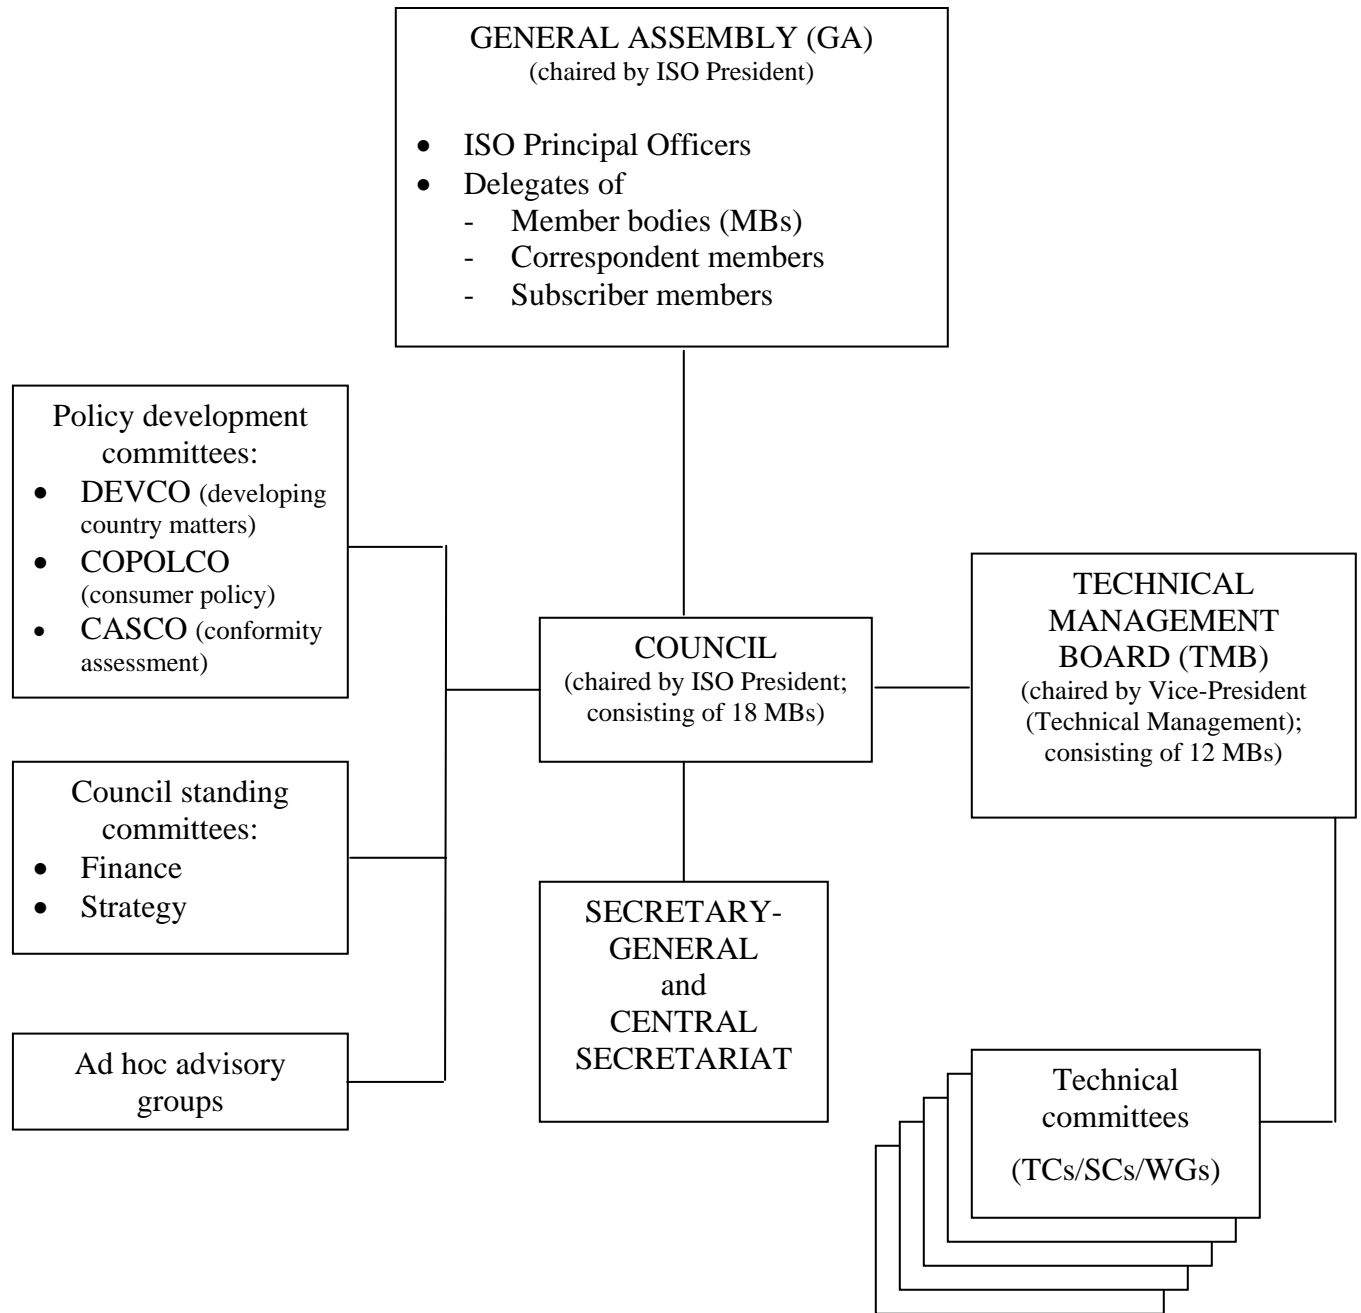 GENERAL ASSEMBLY (GA)
(chaired by ISO President)
• ISO Principal Officers
• Delegates of
- Member bodies (MBs)
- Correspondent members
- Subscriber members
Policy development
committees:
• DEVCO (developing
country matters)
• COPOLCO
(consumer policy)
• CASCO (conformity
assessment)
COUNCIL
(chaired by ISO President;
consisting of 18 MBs)
TECHNICAL
MANAGEMENT
BOARD (TMB)
(chaired by Vice-President
(Technical Management);
consisting of 12 MBs)
Council standing
committees:
• Finance
• Strategy
SECRETARY-
GENERAL
and
CENTRAL
SECRETARIAT
Ad hoc advisory
groups
Technical
committees
(TCs/SCs/WGs)